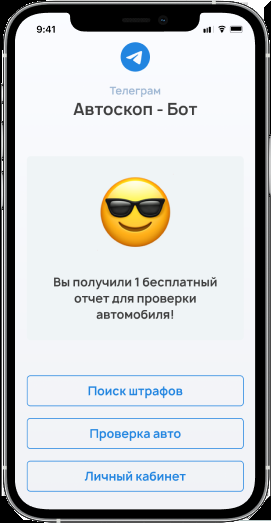 9:41
Телеграм
Автоскоп - Бот
Вы получили 1 бесплатный
отчет для проверки
автомобиля!
Поиск штрафов
Проверка авто
Личный кабинет